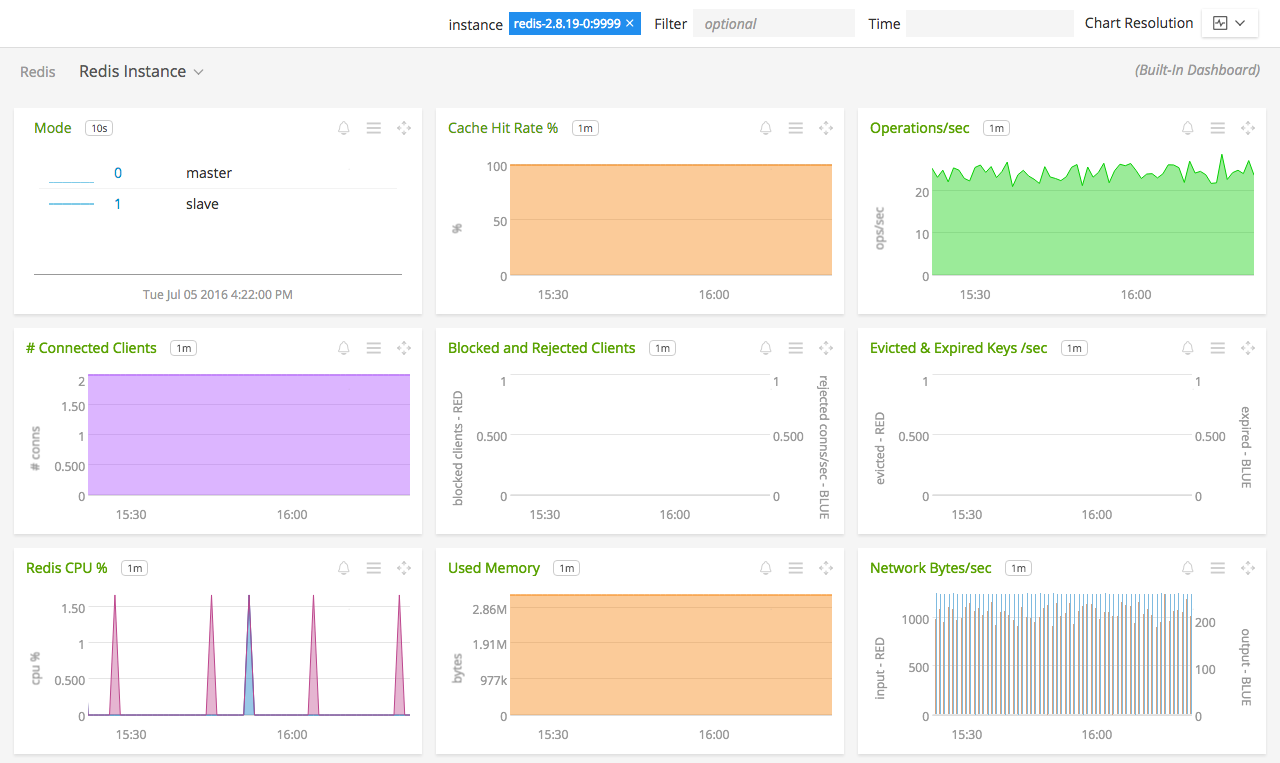 instance redis-2.8.19-0:9999 × Filter optional Time Chart Resolution
Redis Redis Instance (Built-In Dashboard)
Mode 10s
0 master
1 slave
Tue Jul 05 2016 4:22:00 PM
Cache Hit Rate % 1m
100
50
0
%
15:30 16:00
Operations/sec 1m
20
10
0
ops/sec
15:30 16:00
# Connected Clients 1m
2
1.50
1
0.500
0
# conns
15:30 16:00
Blocked and Rejected Clients 1m
1 1
0.500 0.500
0 0
blocked clients - RED
rejected conns/sec - BLUE
15:30 16:00
Evicted & Expired Keys /sec 1m
1 1
0.500 0.500
0 0
evicted - RED
expired - BLUE
15:30 16:00
Redis CPU % 1m
1.50
1
0.500
0
cpu %
15:30 16:00
Used Memory 1m
2.86M
1.91M
977k
0
bytes
15:30 16:00
Network Bytes/sec 1m
1000 200
500 100
0 0
input - RED
output - BLUE
15:30 16:00